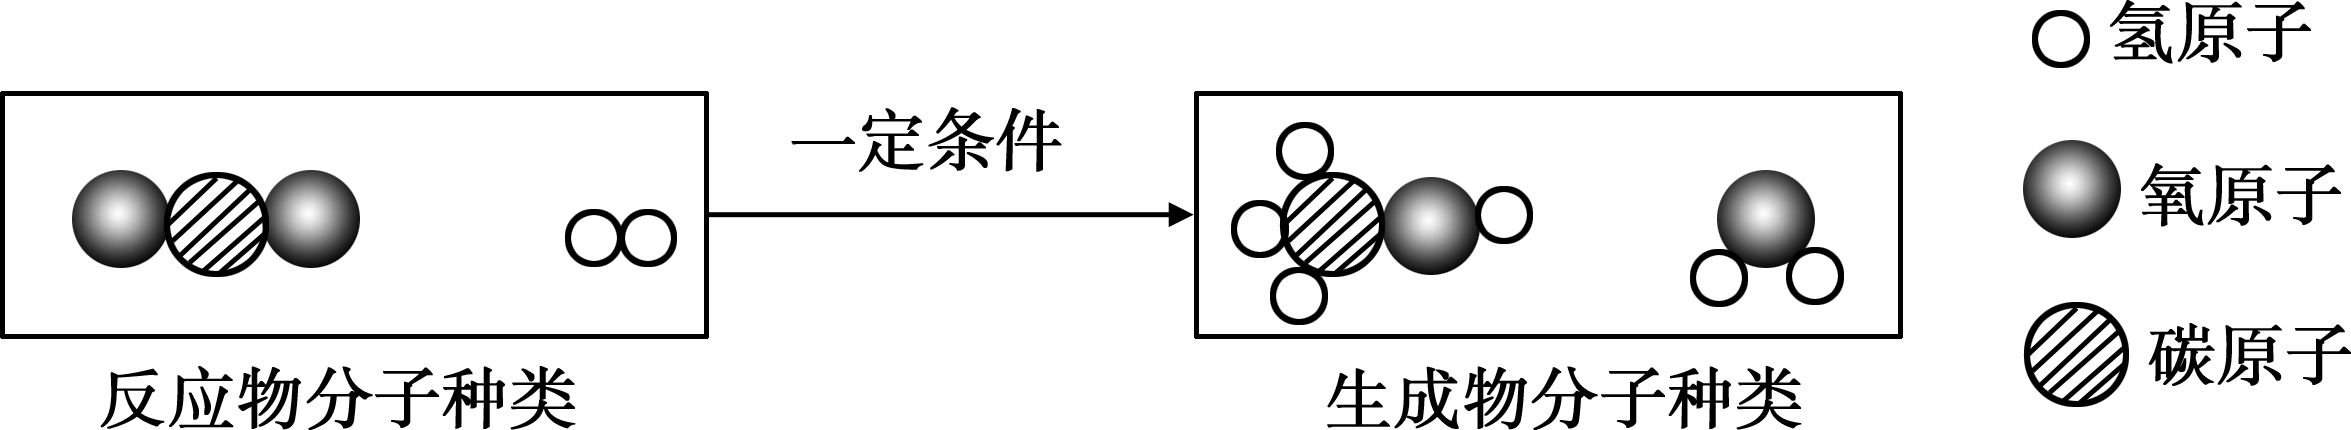 一定条件
反应物分子种类
生成物分子种类
氢原子
氧原子
碳原子